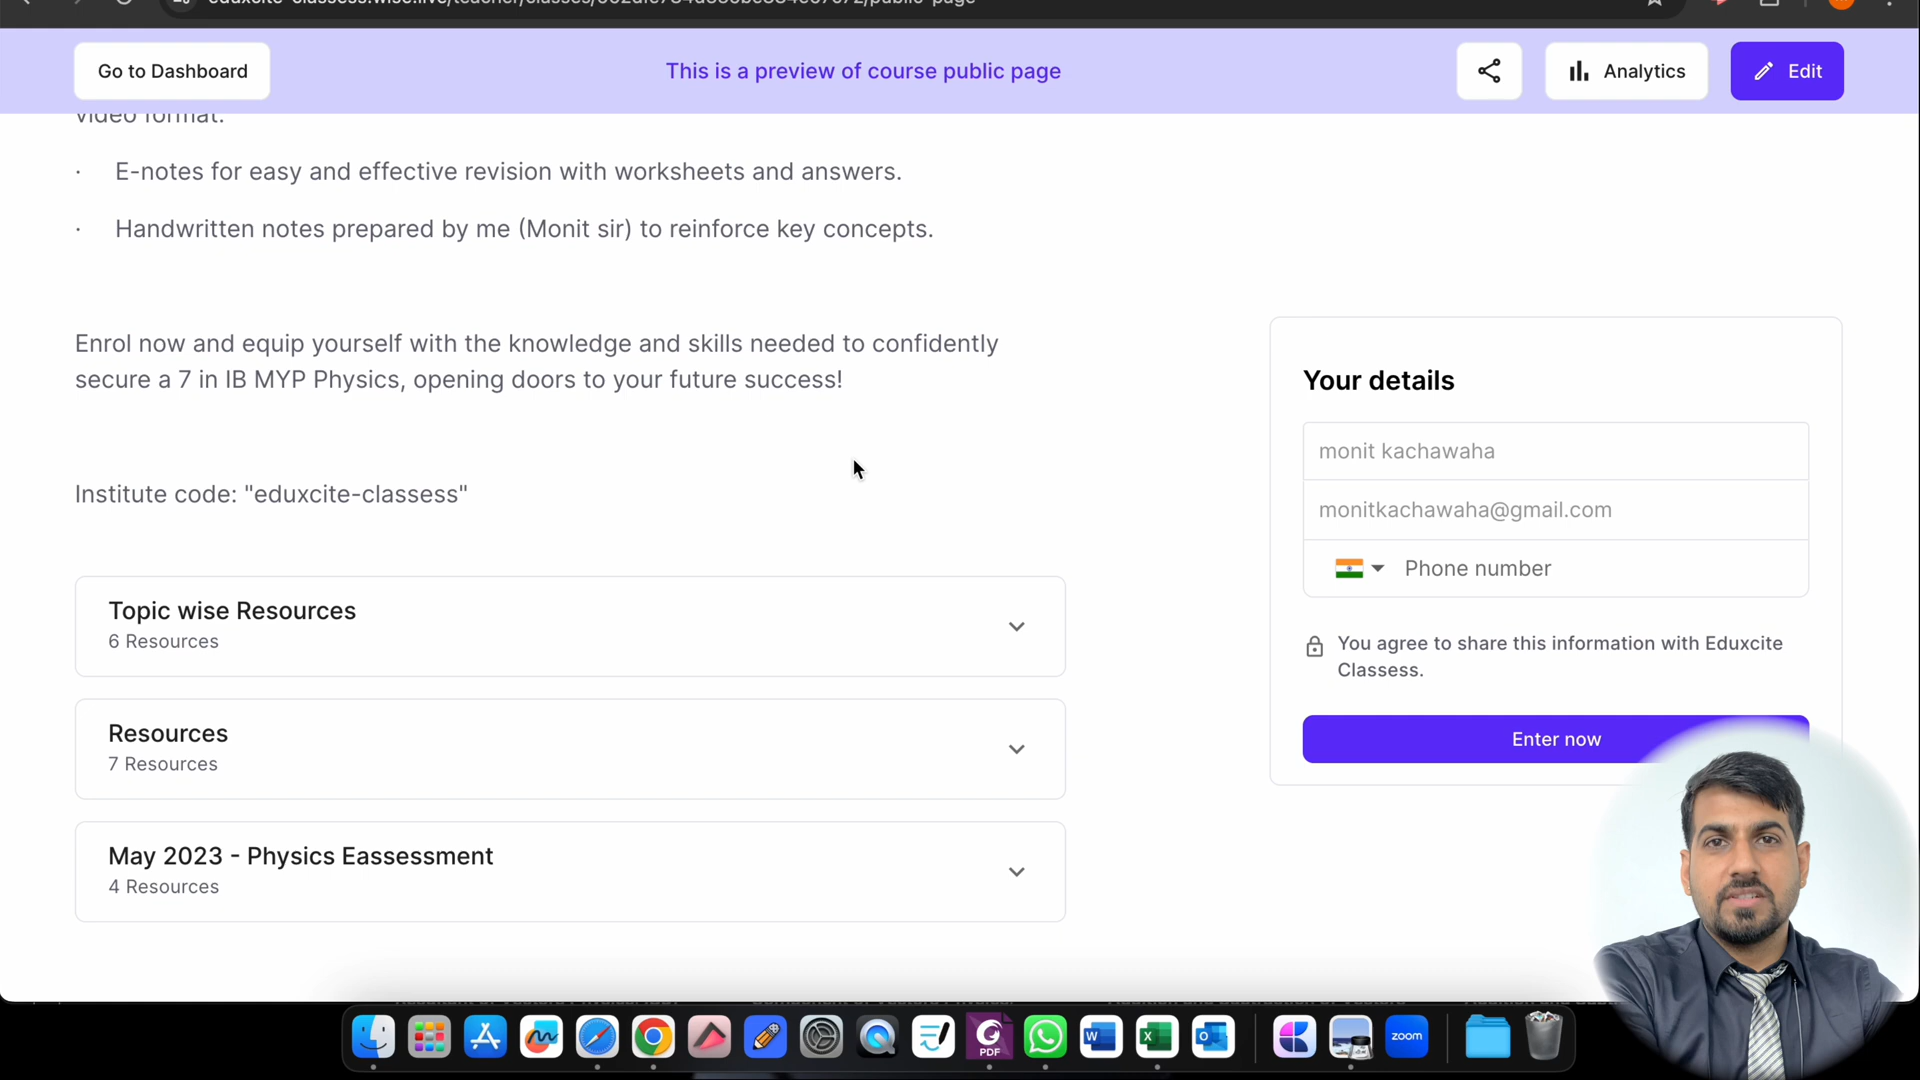 Go to Dashboard
This is a preview of course public page
Analytics
Edit
video format.
· E-notes for easy and effective revision with worksheets and answers.
· Handwritten notes prepared by me (Monit sir) to reinforce key concepts.
Enrol now and equip yourself with the knowledge and skills needed to confidently
secure a 7 in IB MYP Physics, opening doors to your future success!
Institute code: "eduxcite-classess"
Topic wise Resources
6 Resources
Resources
7 Resources
May 2023 - Physics Eassessment
4 Resources
Your details
monit kachawaha
monitkachawaha@gmail.com
Phone number
You agree to share this information with Eduxcite
Classess.
Enter now
PDF
W
X
O
zoom